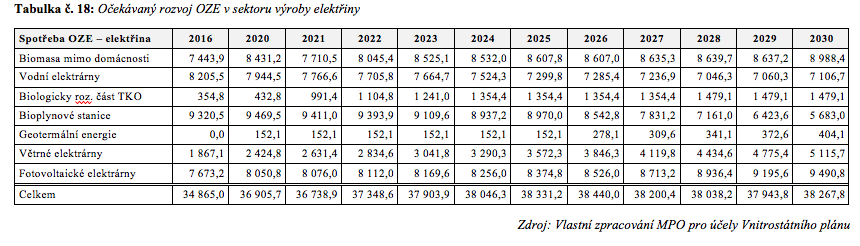 Tabulka č. 18: Očekávaný rozvoj OZE v sektoru výroby elektřiny
Spotřeba OZE – elektřina 2016 2020 2021 2022 2023 2024 2025 2026 2027 2028 2029 2030
Biomasa mimo domácnosti 7 443,9 8 431,2 7 710,5 8 045,4 8 525,1 8 532,0 8 607,8 8 607,0 8 635,3 8 639,7 8 637,2 8 988,4
Vodní elektrárny 8 205,5 7 944,5 7 766,6 7 705,8 7 664,7 7 524,3 7 299,8 7 285,4 7 236,9 7 046,3 7 060,3 7 106,7
Biologicky roz. část TKO 354,8 432,8 991,4 1 104,8 1 241,0 1 354,4 1 354,4 1 354,4 1 354,4 1 479,1 1 479,1 1 479,1
Bioplynové stanice 9 320,5 9 469,5 9 411,0 9 393,9 9 109,6 8 937,2 8 970,0 8 542,8 7 831,2 7 161,0 6 423,6 5 683,0
Geotermální energie 0,0 152,1 152,1 152,1 152,1 152,1 152,1 278,1 309,6 341,1 372,6 404,1
Větrné elektrárny 1 867,1 2 424,8 2 631,4 2 834,6 3 041,8 3 290,3 3 572,3 3 846,3 4 119,8 4 434,6 4 775,4 5 115,7
Fotovoltaické elektrárny 7 673,2 8 050,8 8 076,0 8 112,0 8 169,6 8 256,0 8 374,8 8 526,0 8 713,2 8 936,4 9 195,6 9 490,8
Celkem 34 865,0 36 905,7 36 738,9 37 348,6 37 903,9 38 046,3 38 331,2 38 440,0 38 200,4 38 038,2 37 943,8 38 267,8
Zdroj: Vlastní zpracování MPO pro účely Vnitrostátního plánu